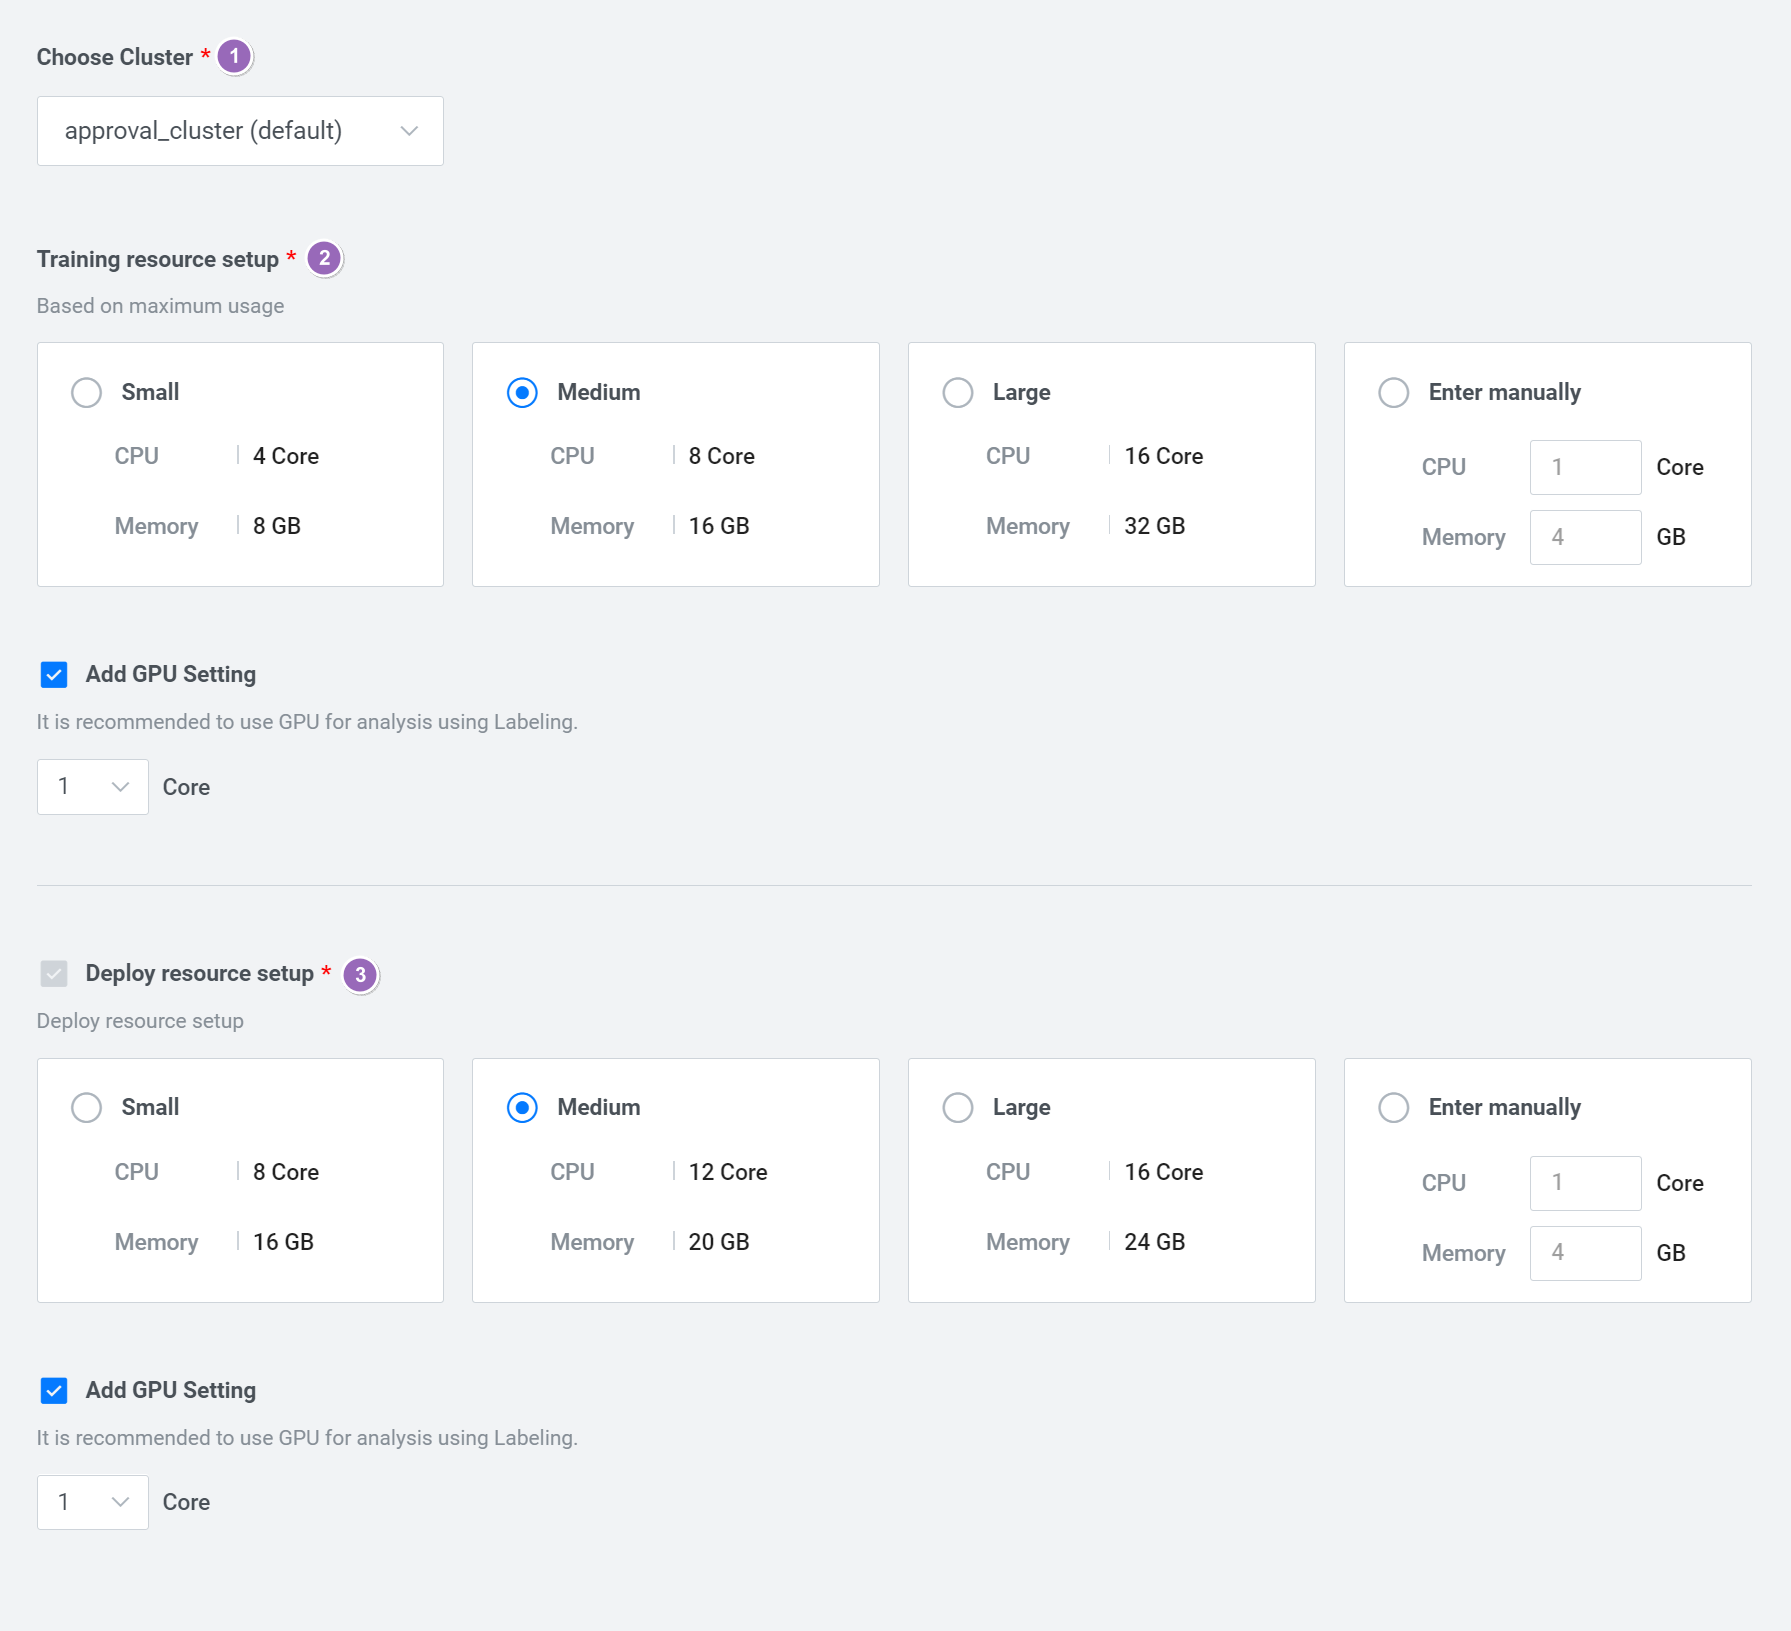 Choose Cluster * 1
approval_cluster (default)
Training resource setup * 2
Based on maximum usage
Small
CPU 4 Core
Memory 8 GB
Medium
CPU 8 Core
Memory 16 GB
Large
CPU 16 Core
Memory 32 GB
Enter manually
CPU 1 Core
Memory 4 GB
Add GPU Setting
It is recommended to use GPU for analysis using Labeling.
1 Core
Deploy resource setup * 3
Deploy resource setup
Small
CPU 8 Core
Memory 16 GB
Medium
CPU 12 Core
Memory 20 GB
Large
CPU 16 Core
Memory 24 GB
Enter manually
CPU 1 Core
Memory 4 GB
Add GPU Setting
It is recommended to use GPU for analysis using Labeling.
1 Core